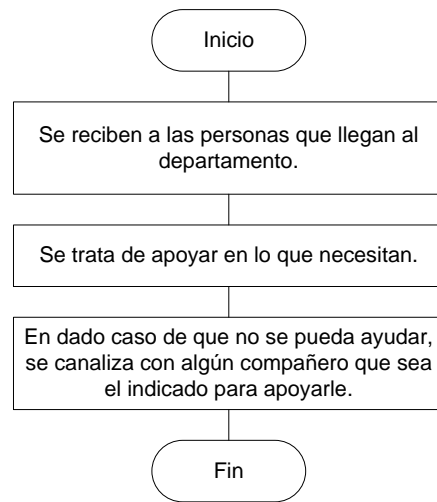 Inicio
Se reciben a las personas que llegan al
departamento.
Se trata de apoyar en lo que necesitan.
En dado caso de que no se pueda ayudar,
se canaliza con algún compañero que sea
el indicado para apoyarle.
Fin